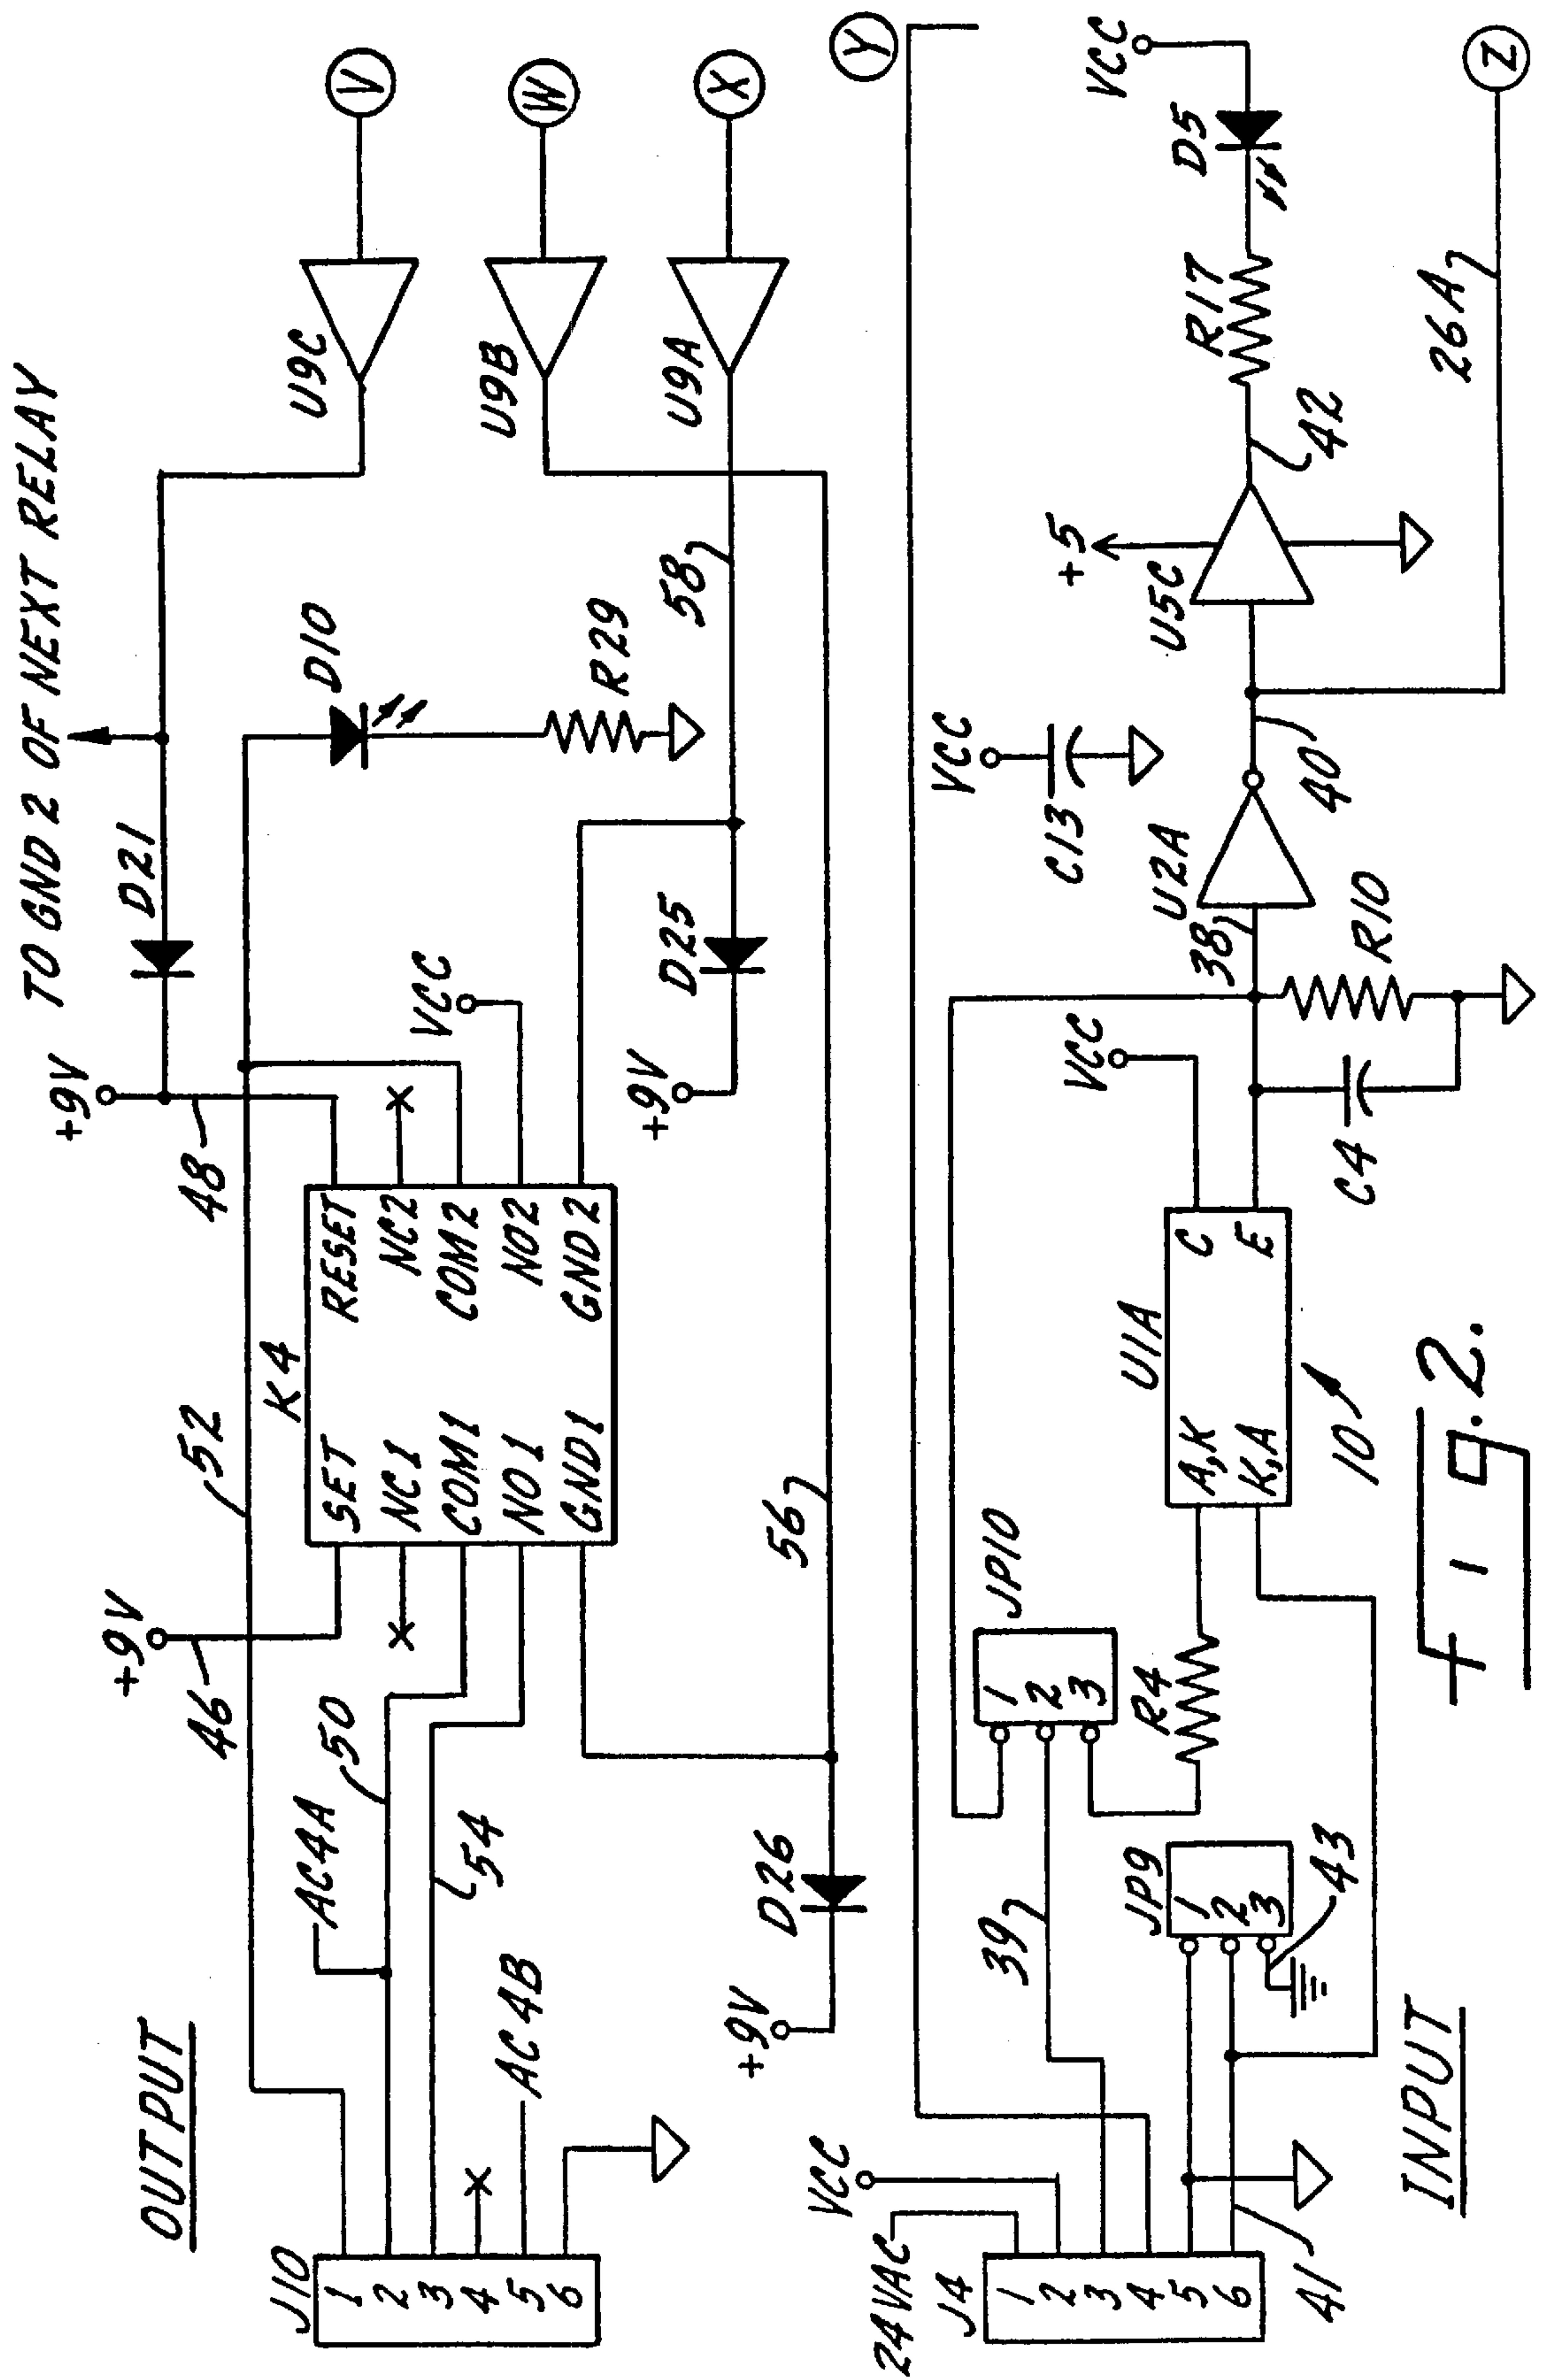 OUTPUT
J10
1
2
3
4
5
6
AC4A
AC4B
46
+9V
50
54
52
K4
SET
NC1
COM1
NO1
GND1
RESET
NC2
COM2
NO2
GND2
48
+9V
VCC
D21
TO GND 2 OF NEXT RELAY
D10
R29
+9V
D25
58
+9V
D26
56
U9C
U9B
U9A
V
W
X
Y
INPUT
24VAC
VCC
J4
1
2
3
4
5
6
41
39
JP9
1
2
3
43
JP10
1
2
3
R4
U1A
A,K
K,A
C
E
10
VCC
C4
R10
38
U2A
40
VCC
C13
U5C
+5
42
R17
D5
VCC
26A
Z
Fig. 2.